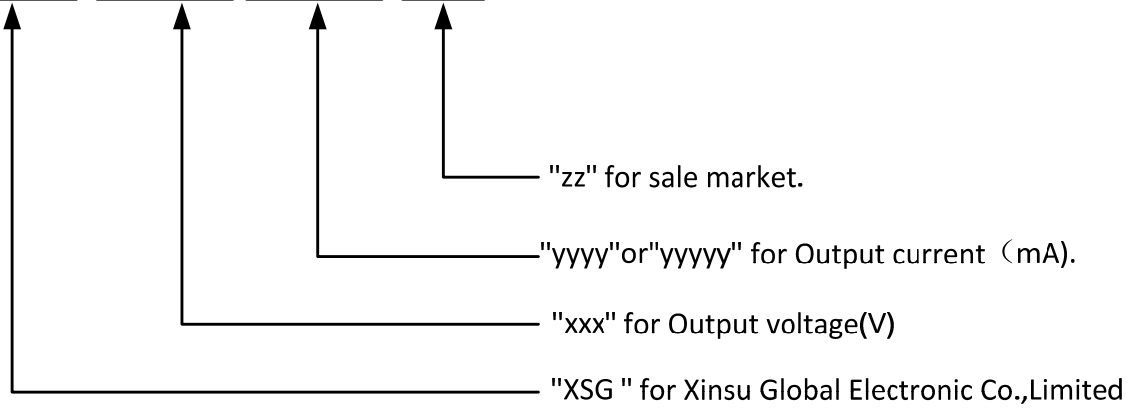 "zz" for sale market.
"yyyy"or"yyyyy" for Output current（mA).
"xxx" for Output voltage(V)
"XSG " for Xinsu Global Electronic Co.,Limited